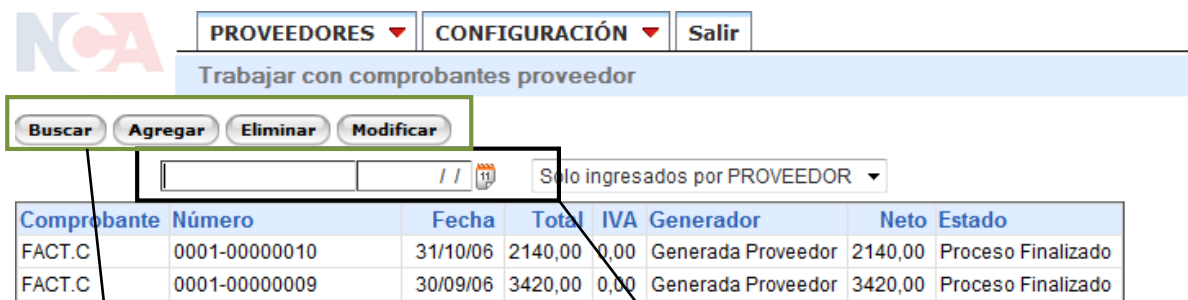 NCA
PROVEEDORES CONFIGURACIÓN Salir
Trabajar con comprobantes proveedor
Buscar Agregar Eliminar Modificar
/ / 11 Solo ingresados por PROVEEDOR
Comprobante Número Fecha Total IVA Generador Neto Estado
FACT.C 0001-00000010 31/10/06 2140,00 0,00 Generada Proveedor 2140,00 Proceso Finalizado
FACT.C 0001-00000009 30/09/06 3420,00 0,00 Generada Proveedor 3420,00 Proceso Finalizado